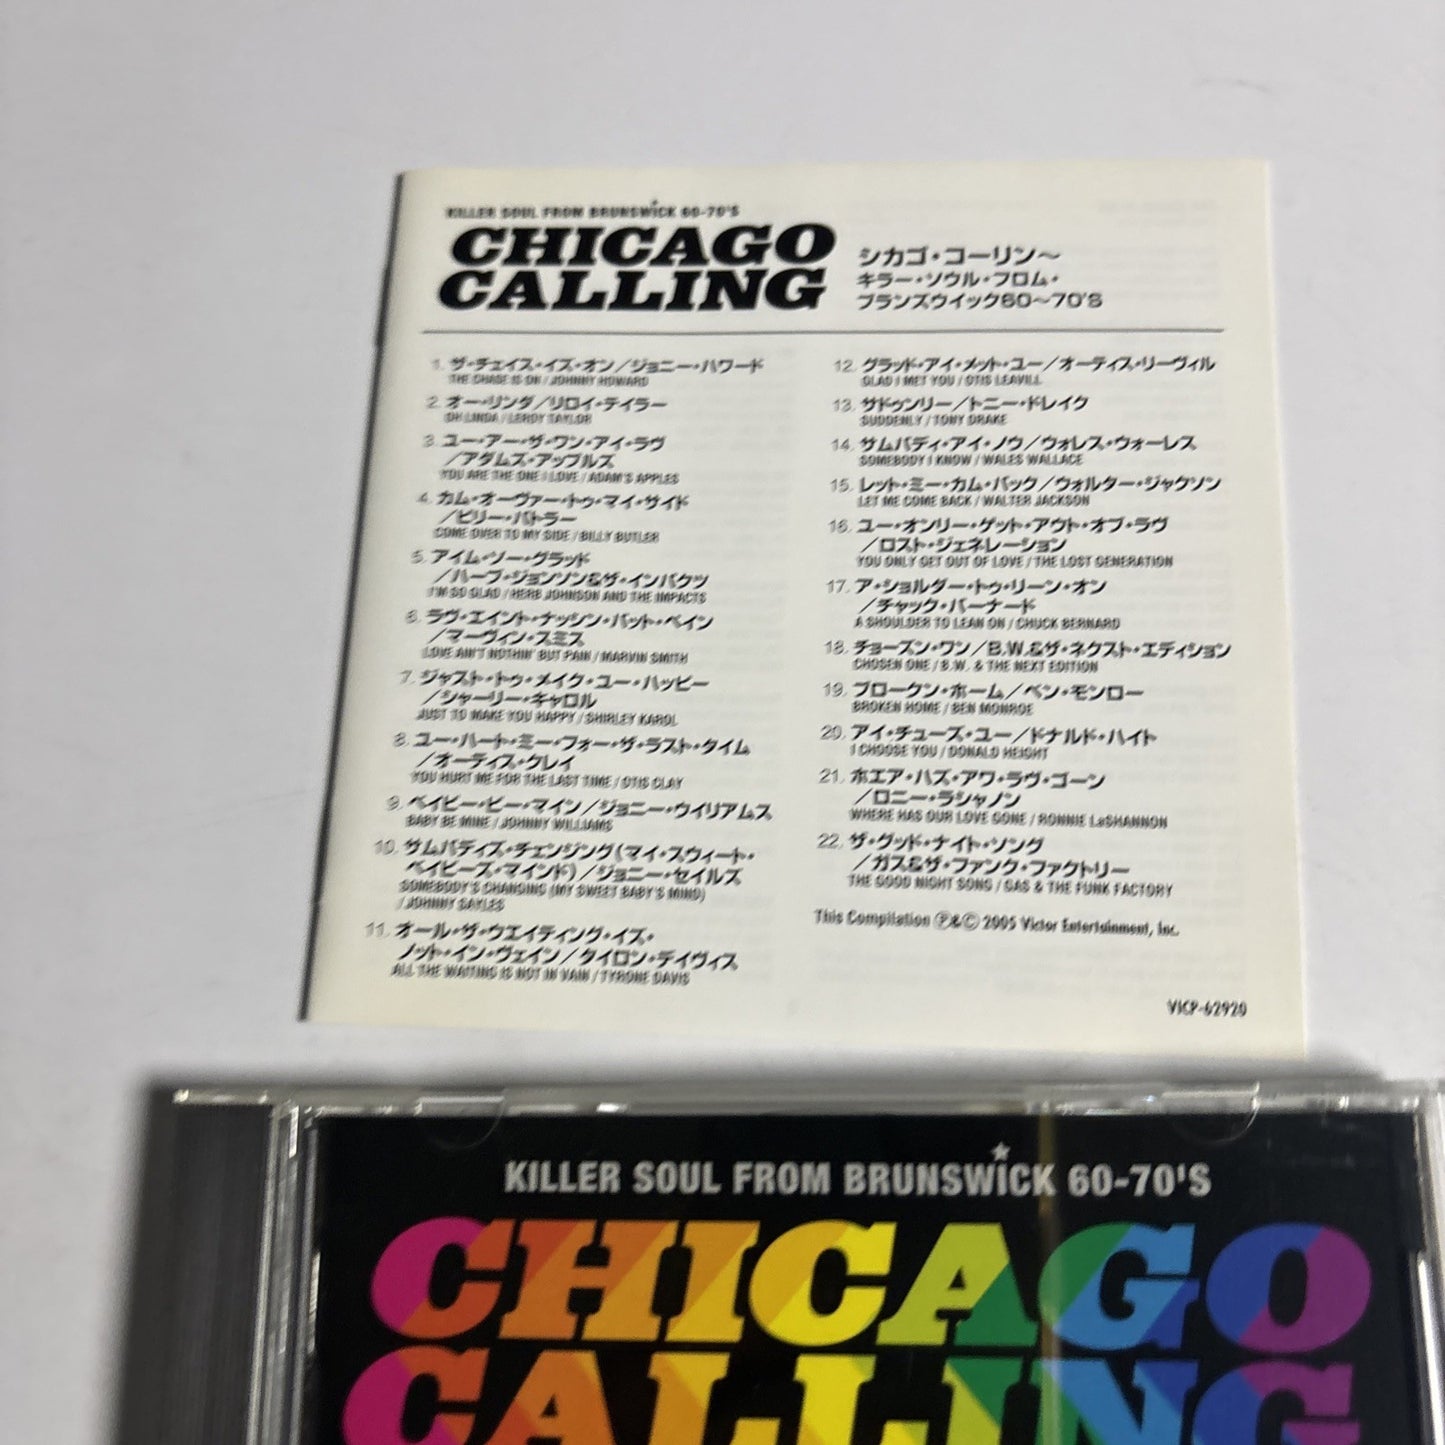 KILLER SOUL FROM BRUNSWICK 60-70'S
CHICAGO
CALLING
シカゴ・コーリン〜
キラー・ソウル・フロム・
ブランズウイック60〜70'S
1. ザ・チェイス・イズ・オン/ジョニー・ハワード
THE CHASE IS ON / JOHNNY HOWARD
2. オー・リンダ/リロイ・テイラー
OH LINDA / LEROY TAYLOR
3. ユー・アー・ザ・ワン・アイ・ラヴ
/アダムス・アップルズ
YOU ARE THE ONE I LOVE / ADAM'S APPLES
4. カム・オーヴァー・トゥ・マイ・サイド
/ビリー・バトラー
COME OVER TO MY SIDE / BILLY BUTLER
5. アイム・ソー・グラッド
/ハーブ・ジョンソン&ザ・インパクツ
I'M SO GLAD / HERB JOHNSON AND THE IMPACTS
6. ラヴ・エイント・ナッシン・バット・ペイン
/マーヴィン・スミス
LOVE AIN'T NOTHIN' BUT PAIN / MARVIN SMITH
7. ジャスト・トゥ・メイク・ユー・ハッピー
/シャーリー・キャロル
JUST TO MAKE YOU HAPPY / SHIRLEY KAROL
8. ユー・ハート・ミー・フォー・ザ・ラスト・タイム
/オーティス・クレイ
YOU HURT ME FOR THE LAST TIME / OTIS CLAY
9. ベイビー・ビー・マイン/ジョニー・ウイリアムス
BABY BE MINE / JOHNNY WILLIAMS
10. サムバディズ・チェンジング(マイ・スウィート・
ベイビーズ・マインド)/ジョニー・セイルズ
SOMEBODY'S CHANGING (MY SWEET BABY'S MIND)
/ JOHNNY SAYLES
11. オール・ザ・ウエイティング・イズ・
ノット・イン・ヴェイン/タイロン・デイヴィス
ALL THE WAITING IS NOT IN VAIN / TYRONE DAVIS
12. グラッド・アイ・メット・ユー/オーティス・リーヴィル
GLAD I MET YOU / OTIS LEAVILL
13. サドゥンリー/トニー・ドレイク
SUDDENLY / TONY DRAKE
14. サムバディ・アイ・ノウ/ウォレス・ウォーレス
SOMEBODY I KNOW / WALES WALLACE
15. レット・ミー・カム・バック/ウォルター・ジャクソン
LET ME COME BACK / WALTER JACKSON
16. ユー・オンリー・ゲット・アウト・オブ・ラヴ
/ロスト・ジェネレーション
YOU ONLY GET OUT OF LOVE / THE LOST GENERATION
17. ア・ショルダー・トゥ・リーン・オン
/チャック・バーナード
A SHOULDER TO LEAN ON / CHUCK BERNARD
18. チョーズン・ワン/B.W.&ザ・ネクスト・エディション
CHOSEN ONE / B.W. & THE NEXT EDITION
19. ブロークン・ホーム/ベン・モンロー
BROKEN HOME / BEN MONROE
20. アイ・チューズ・ユー/ドナルド・ハイト
I CHOOSE YOU / DONALD HEIGHT
21. ホエア・ハズ・アワ・ラヴ・ゴーン
/ロニー・ラシャノン
WHERE HAS OUR LOVE GONE / RONNIE LaSHANNON
22. ザ・グッド・ナイト・ソング
/ガス&ザ・ファンク・ファクトリー
THE GOOD NIGHT SONG / GAS & THE FUNK FACTORY
This Compilation Ⓟ&Ⓒ 2005 Victor Entertainment, Inc.
VICP-62920
KILLER SOUL FROM BRUNSWICK 60-70'S
CHICAGO
CALLING